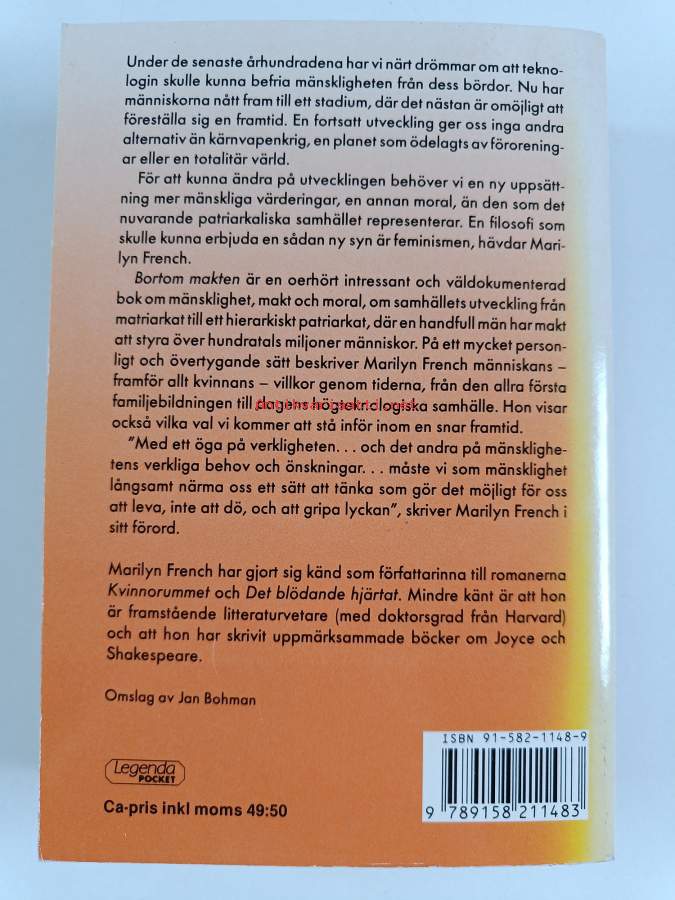 Under de senaste århundradena har vi närt drömmar om att tekno-
login skulle kunna befria mänskligheten från dess bördor. Nu har
människorna nått fram till ett stadium, där det nästan är omöjligt att
föreställa sig en framtid. En fortsatt utveckling ger oss inga andra
alternativ än kärnvapenkrig, en planet som ödelagts av förorening-
ar eller en totalitär värld.
För att kunna ändra på utvecklingen behöver vi en ny uppsätt-
ning mer mänskliga värderingar, en annan moral, än den som det
nuvarande patriarkaliska samhället representerar. En filosofi som
skulle kunna erbjuda en sådan ny syn är feminismen, hävdar Mari-
lyn French.
Bortom makten är en oerhört intressant och väldokumenterad
bok om mänsklighet, makt och moral, om samhällets utveckling från
matriarkat till ett hierarkiskt patriarkat, där en handfull män har makt
att styra över hundratals miljoner människor. På ett mycket person-
ligt och övertygande sätt beskriver Marilyn French människans –
framför allt kvinnans – villkor genom tiderna, från den allra första
familjebildningen till dagens högteknologiska samhälle. Hon visar
också vilka val vi kommer att stå inför inom en snar framtid.
”Med ett öga på verkligheten. . . och det andra på mänsklighe-
tens verkliga behov och önskningar. . . måste vi som mänsklighet
långsamt närma oss ett sätt att tänka som gör det möjligt för oss
att leva, inte att dö, och att gripa lyckan”, skriver Marilyn French i
sitt förord.
Marilyn French har gjort sig känd som författarinna till romanerna
Kvinnorummet och Det blödande hjärtat. Mindre känt är att hon
är framstående litteraturvetare (med doktorsgrad från Harvard)
och att hon har skrivit uppmärksammade böcker om Joyce och
Shakespeare.
Omslag av Jan Bohman
ISBN 91-582-1148-9
Legenda
POCKET
Ca-pris inkl moms 49:50
9 789158 211483